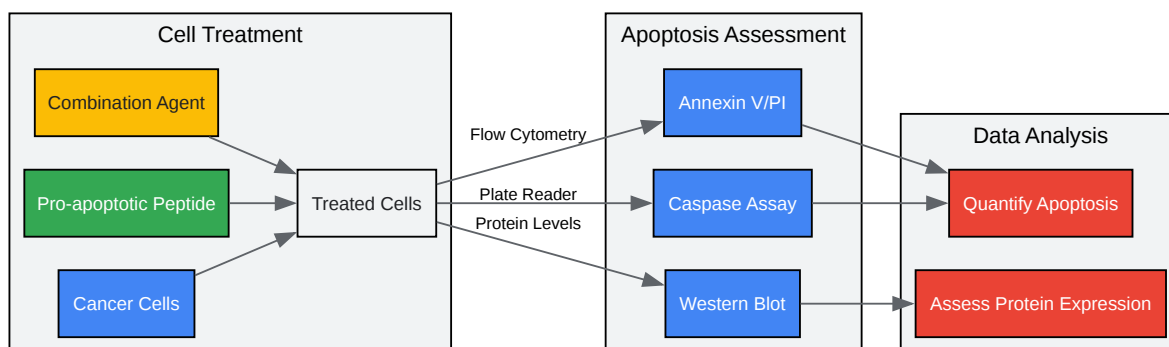 Cell Treatment
Combination Agent
Pro-apoptotic Peptide
Cancer Cells
Treated Cells
Flow Cytometry
Plate Reader
Protein Levels
Apoptosis Assessment
Annexin V/PI
Caspase Assay
Western Blot
Data Analysis
Quantify Apoptosis
Assess Protein Expression